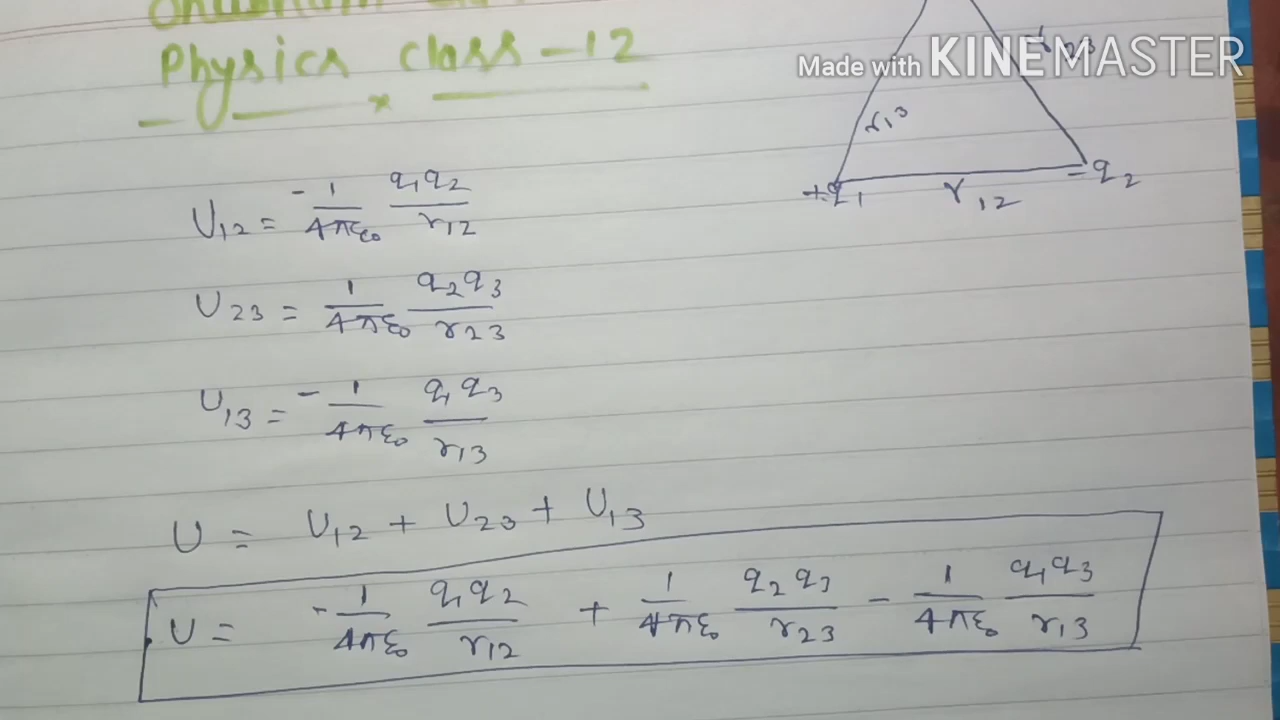 Physics class - 12
Made with KINEMASTER
r13
+q1
r12
- q2
U12 = - 1/4πε0 q1q2/r12
U23 = 1/4πε0 q2q3/r23
U13 = - 1/4πε0 q1q3/r13
U = U12 + U23 + U13
U = - 1/4πε0 q1q2/r12 + 1/4πε0 q2q3/r23 - 1/4πε0 q1q3/r13